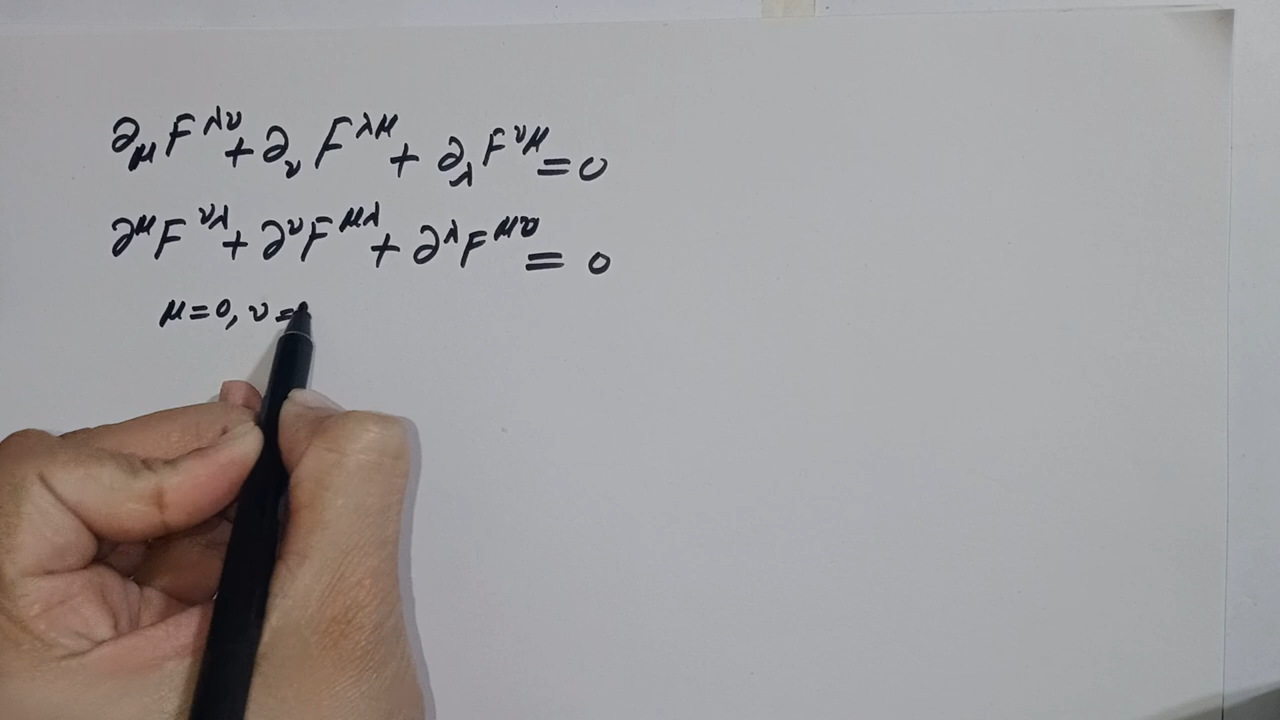 ∂_μ F^{λν} + ∂_ν F^{λμ} + ∂_λ F^{νμ} = 0
∂^μ F^{νλ} + ∂^ν F^{μλ} + ∂^λ F^{μν} = 0
μ = 0, ν =